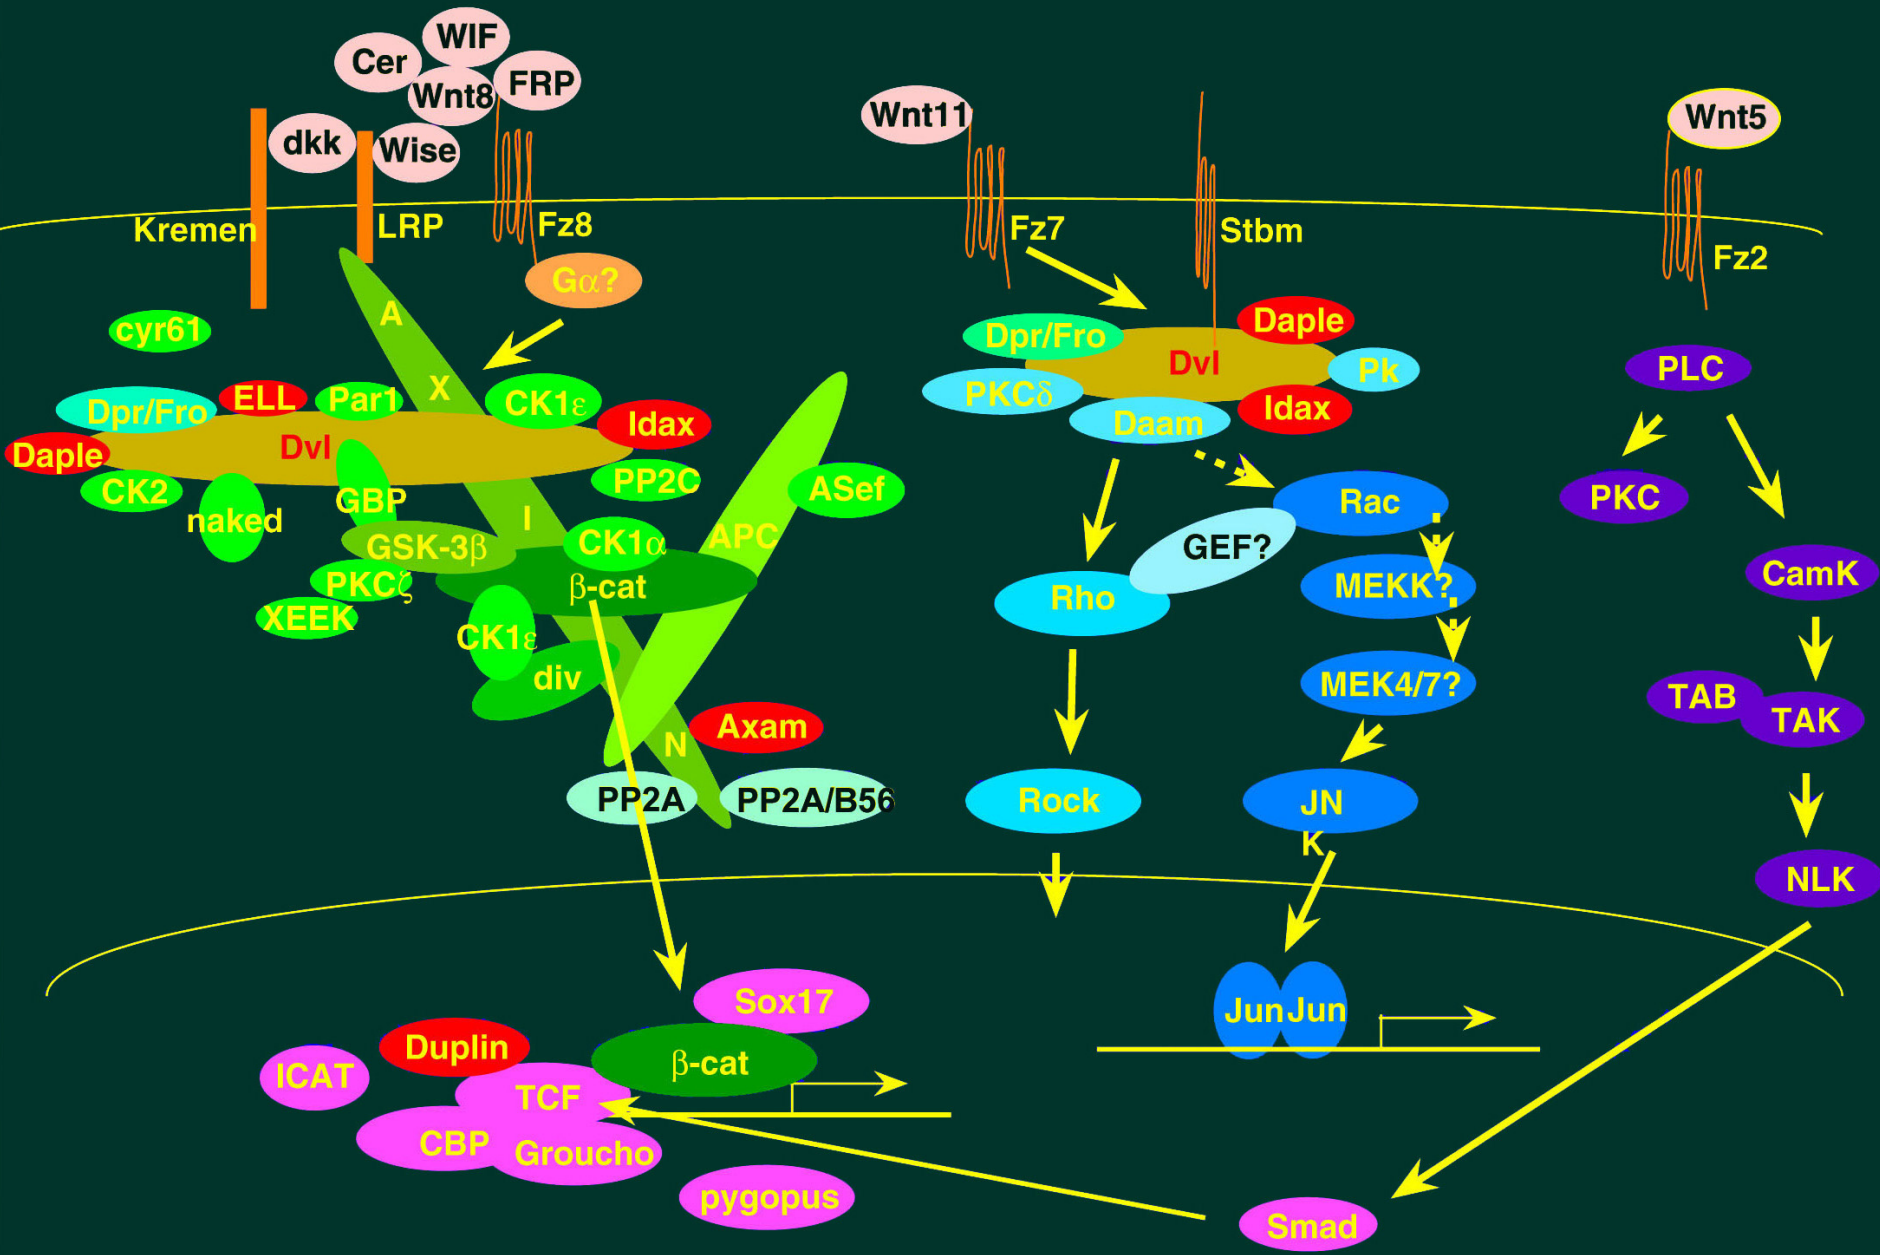 WIF
Cer
FRP
Wnt8
dkk
Wise
Kremen
LRP
Fz8
Gα?
A
X
I
N
cyr61
Dpr/Fro
ELL
Par1
CK1ε
Idax
Daple
Dvl
CK2
naked
GBP
PP2C
GSK-3β
CK1α
APC
ASef
PKCζ
β-cat
XEEK
CK1ε
div
Axam
PP2A
PP2A/B56
Wnt11
Fz7
Stbm
Dpr/Fro
Daple
Dvl
Pk
PKCδ
Daam
Idax
Rac
GEF?
Rho
MEKK?
MEK4/7?
Rock
JN
K
Jun
Jun
Wnt5
Fz2
PLC
PKC
CamK
TAB
TAK
NLK
Sox17
Duplin
β-cat
ICAT
TCF
CBP
Groucho
pygopus
Smad